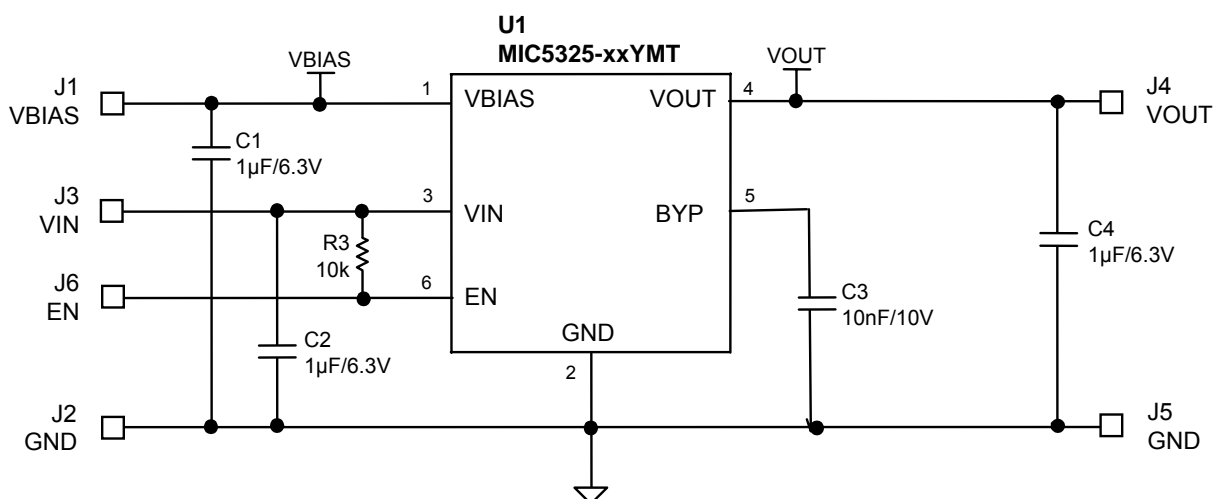 U1
MIC5325-xxYMT
VBIAS
VOUT
J1
VBIAS
1
VBIAS
VOUT
4
J4
VOUT
C1
1µF/6.3V
J3
VIN
3
VIN
BYP
5
R3
10k
C4
1µF/6.3V
J6
EN
6
EN
C3
10nF/10V
GND
C2
1µF/6.3V
2
J2
GND
J5
GND